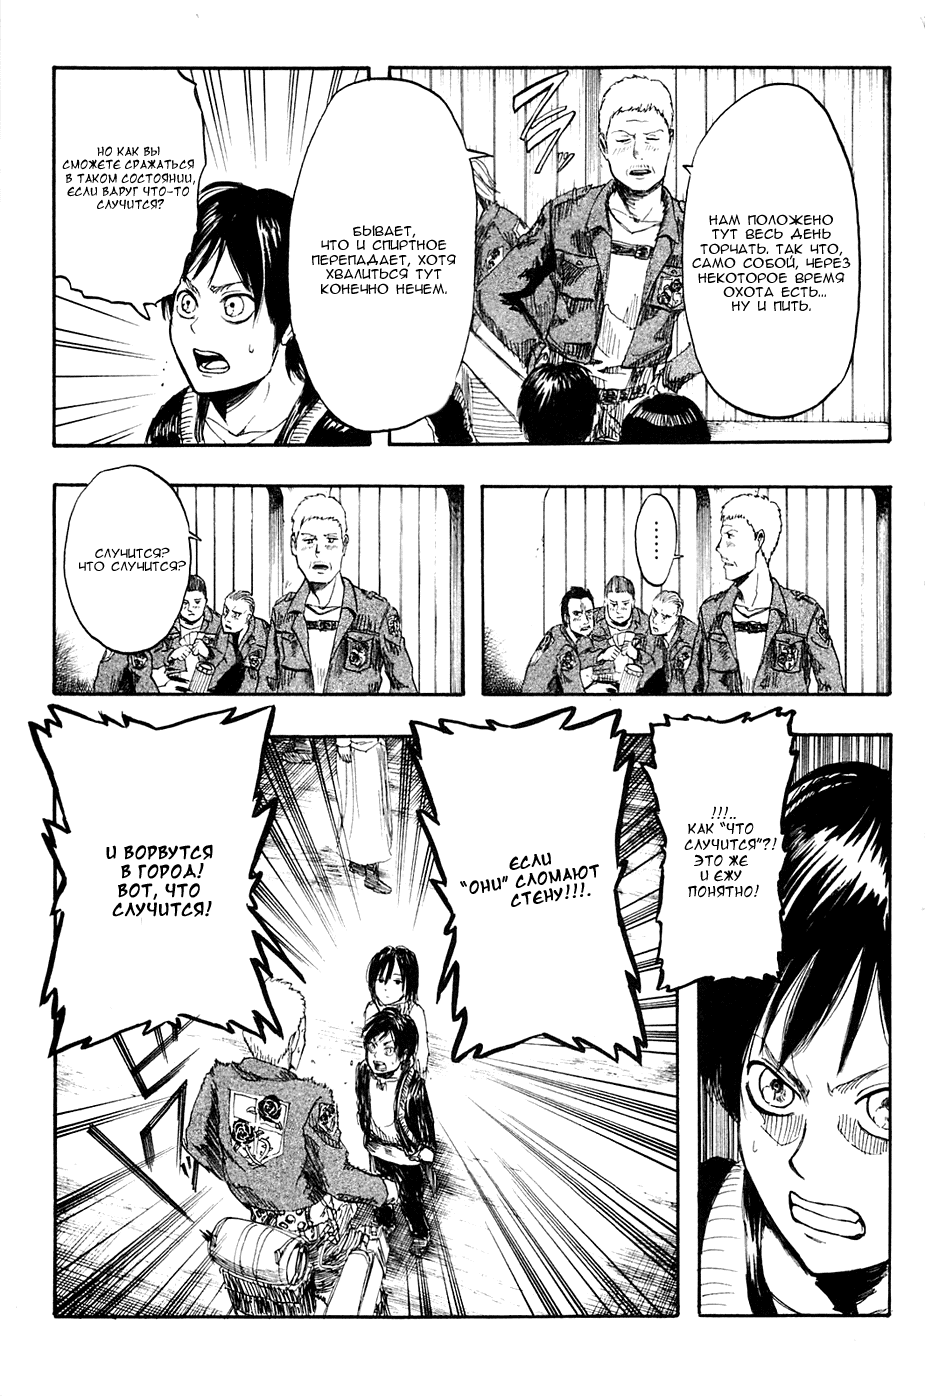 НАМ ПОЛОЖЕНО
ТУТ ВЕСЬ ДЕНЬ
ТОРЧАТЬ. ТАК ЧТО,
САМО СОБОЙ, ЧЕРЕЗ
НЕКОТОРОЕ ВРЕМЯ
ОХОТА ЕСТЬ...
НУ И ПИТЬ.
БЫВАЕТ,
ЧТО И СПИРТНОЕ
ПЕРЕПАДАЕТ, ХОТЯ
ХВАЛИТЬСЯ ТУТ
КОНЕЧНО НЕЧЕМ.
НО КАК ВЫ
СМОЖЕТЕ СРАЖАТЬСЯ
В ТАКОМ СОСТОЯНИИ,
ЕСЛИ ВДРУГ ЧТО-ТО
СЛУЧИТСЯ?
......
СЛУЧИТСЯ?
ЧТО СЛУЧИТСЯ?
!!!..
КАК "ЧТО
СЛУЧИТСЯ"?!
ЭТО ЖЕ
И ЕЖУ
ПОНЯТНО!
ЕСЛИ
"ОНИ" СЛОМАЮТ
СТЕНУ!!!.
И ВОРВУТСЯ
В ГОРОД!
ВОТ, ЧТО
СЛУЧИТСЯ!